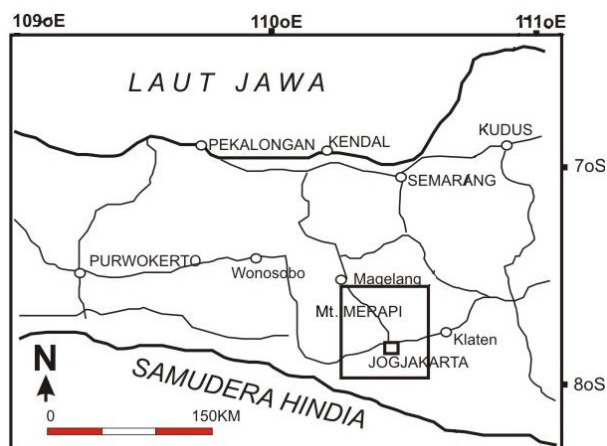 109oE 110oE 111oE
LAUT JAWA
KUDUS
PEKALONGAN KENDAL
7oS
SEMARANG
PURWOKERTO
Wonosobo
Magelang
Mt. MERAPI
Klaten
JOGJAKARTA
8oS
N
SAMUDERA HINDIA
0 150KM